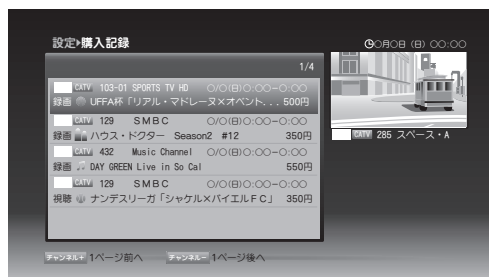 設定▶購入記録
○月○日 (日) ○○:○○
1/4
CATV 103-01 SPORTS TV HD ○/○(日)○:○○−○:○○
録画 UFFA杯「リアル・マドレーヌ×オベント... 500円
CATV 129 SMBC ○/○(日)○:○○−○:○○
録画 ハウス・ドクター Season2 #12 350円
CATV 432 Music Channel ○/○(日)○:○○−○:○○
録画 DAY GREEN Live in So Cal 550円
CATV 129 SMBC ○/○(日)○:○○−○:○○
視聴 ナンデスリーガ「シャケル×バイエルFC」 350円
CATV 285 スペース・A
チャンネル+ 1ページ前へ チャンネル− 1ページ後へ